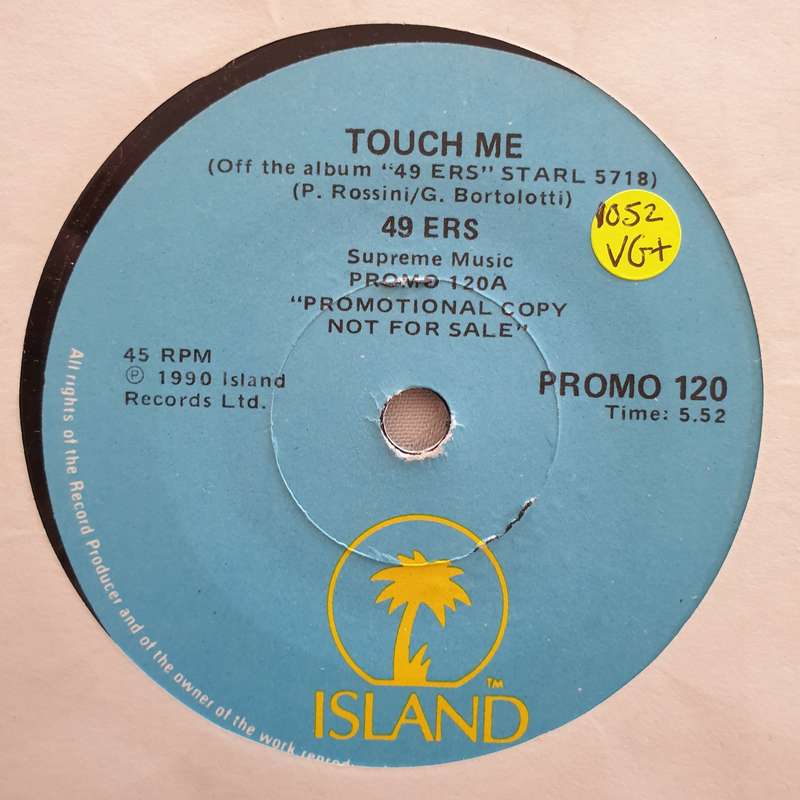 TOUCH ME
(Off the album "49 ERS" STARL 5718)
(P. Rossini/G. Bortolotti)
49 ERS
Supreme Music
PROMO 120A
"PROMOTIONAL COPY
NOT FOR SALE"
1052
VG+
45 RPM
Ⓟ 1990 Island
Records Ltd.
PROMO 120
Time: 5.52
All rights of the Record Producer and of the owner of the work
ISLAND
TM